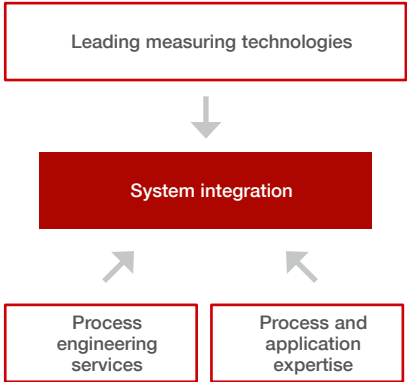 Leading measuring technologies
System integration
Process
engineering
services
Process and
application
expertise